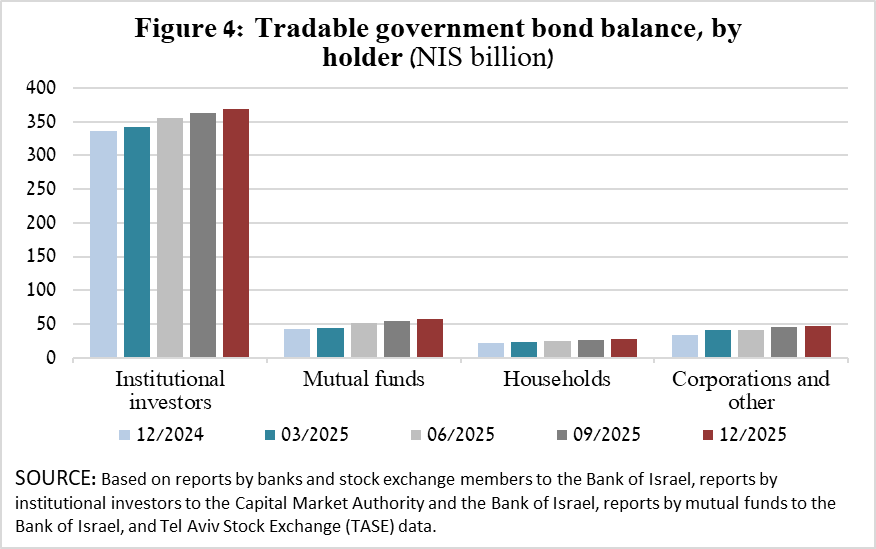 Figure 4: Tradable government bond balance, by
holder (NIS billion)
400
350
300
250
200
150
100
50
0
Institutional
investors
Mutual funds
Households
Corporations and
other
12/2024
03/2025
06/2025
09/2025
12/2025
SOURCE: Based on reports by banks and stock exchange members to the Bank of Israel, reports by
institutional investors to the Capital Market Authority and the Bank of Israel, reports by mutual funds to the
Bank of Israel, and Tel Aviv Stock Exchange (TASE) data.